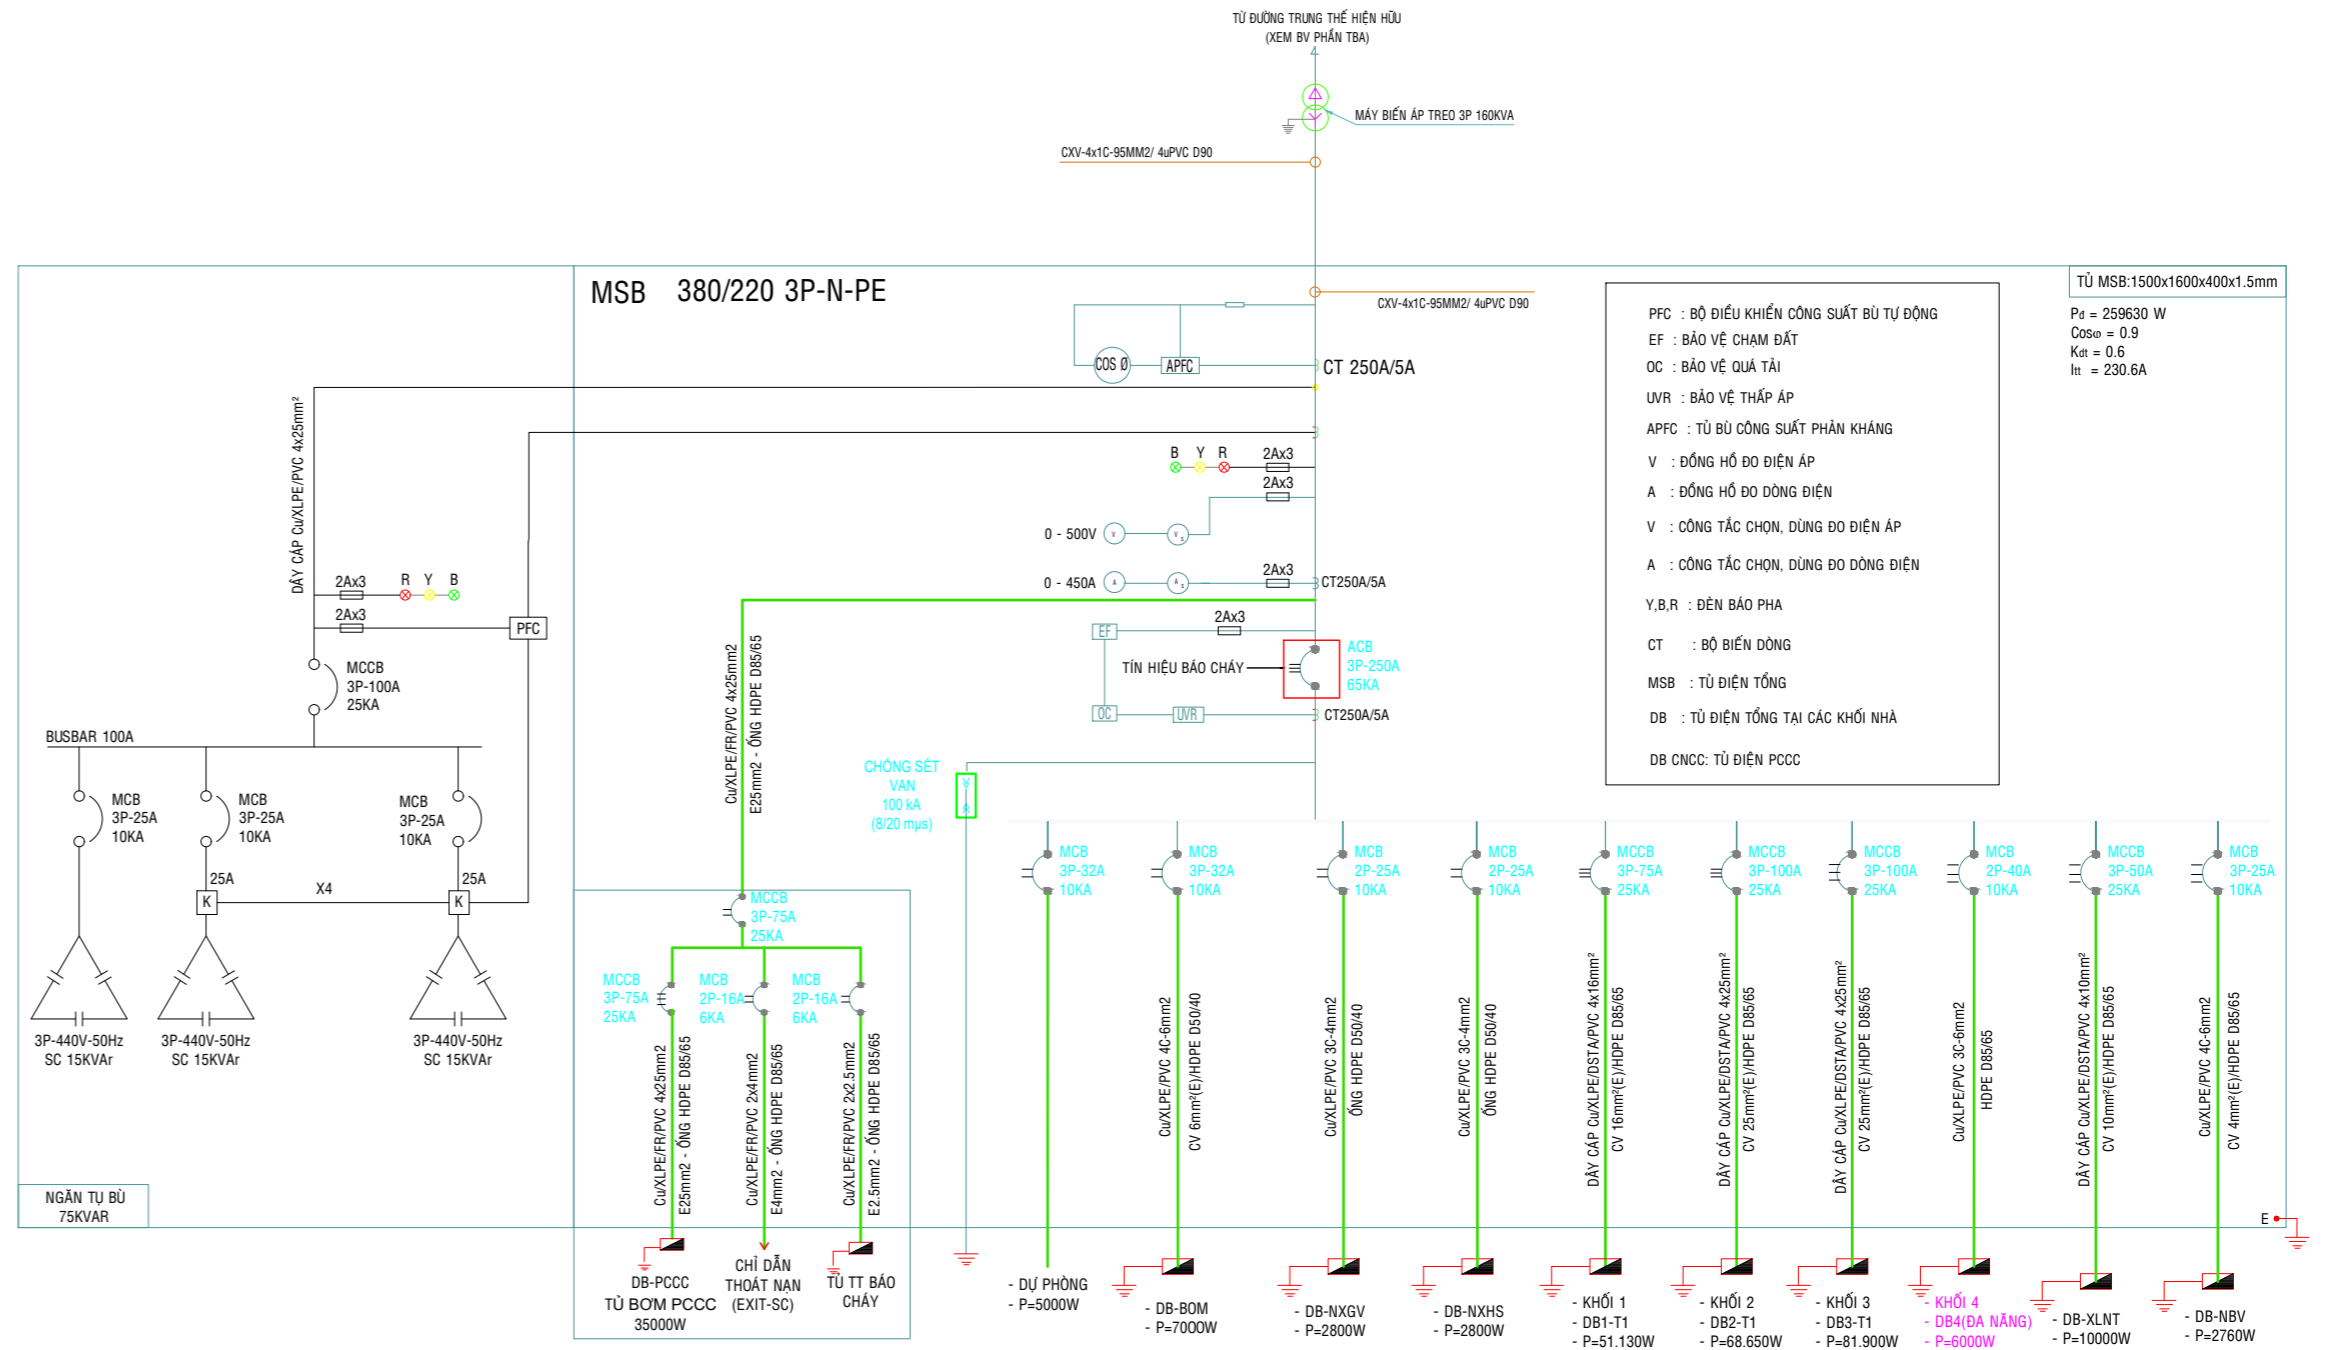 TỪ ĐƯỜNG TRUNG THẾ HIỆN HỮU
(XEM BV PHẦN TBA)
MÁY BIẾN ÁP TREO 3P 160KVA
CXV-4x1C-95MM2/ 4uPVC D90
MSB 380/220 3P-N-PE
CXV-4x1C-95MM2/ 4uPVC D90
TỦ MSB:1500x1600x400x1.5mm
Pđ = 259630 W
Cosφ = 0.9
Kđt = 0.6
Itt = 230.6A
PFC : BỘ ĐIỀU KHIỂN CÔNG SUẤT BÙ TỰ ĐỘNG
EF : BẢO VỆ CHẠM ĐẤT
OC : BẢO VỆ QUÁ TẢI
UVR : BẢO VỆ THẤP ÁP
APFC : TỦ BÙ CÔNG SUẤT PHẢN KHÁNG
V : ĐỒNG HỒ ĐO ĐIỆN ÁP
A : ĐỒNG HỒ ĐO DÒNG ĐIỆN
V : CÔNG TẮC CHỌN, DÙNG ĐO ĐIỆN ÁP
A : CÔNG TẮC CHỌN, DÙNG ĐO DÒNG ĐIỆN
Y,B,R : ĐÈN BÁO PHA
CT : BỘ BIẾN DÒNG
MSB : TỦ ĐIỆN TỔNG
DB : TỦ ĐIỆN TỔNG TẠI CÁC KHỐI NHÀ
DB CNCC: TỦ ĐIỆN PCCC
COS Ø
APFC
CT 250A/5A
B Y R
2Ax3
2Ax3
0 - 500V
V
Vs
0 - 450A
A
As
2Ax3
CT250A/5A
EF
2Ax3
TÍN HIỆU BÁO CHÁY
ACB
3P-250A
65KA
OC
UVR
CT250A/5A
CHỐNG SÉT
VAN
100 kA
(8/20 mµs)
DÂY CÁP Cu/XLPE/PVC 4x25mm²
2Ax3
R Y B
2Ax3
PFC
MCCB
3P-100A
25KA
BUSBAR 100A
MCB
3P-25A
10KA
MCB
3P-25A
10KA
MCB
3P-25A
10KA
25A
X4
25A
K
K
3P-440V-50Hz
SC 15KVAr
3P-440V-50Hz
SC 15KVAr
3P-440V-50Hz
SC 15KVAr
NGĂN TỤ BÙ
75KVAR
Cu/XLPE/FR/PVC 4x25mm2
E25mm2 - ỐNG HDPE D85/65
MCCB
3P-75A
25KA
MCCB
3P-75A
25KA
MCB
2P-16A
6KA
MCB
2P-16A
6KA
Cu/XLPE/FR/PVC 4x25mm2
E25mm2 - ỐNG HDPE D85/65
Cu/XLPE/FR/PVC 2x4mm2
E4mm2 - ỐNG HDPE D85/65
Cu/XLPE/FR/PVC 2x2.5mm2
E2.5mm2 - ỐNG HDPE D85/65
DB-PCCC
TỦ BƠM PCCC
35000W
CHỈ DẪN
THOÁT NẠN
(EXIT-SC)
TỦ TT BÁO
CHÁY
MCB
3P-32A
10KA
MCB
3P-32A
10KA
MCB
2P-25A
10KA
MCB
2P-25A
10KA
MCCB
3P-75A
25KA
MCCB
3P-100A
25KA
MCCB
3P-100A
25KA
MCB
2P-40A
10KA
MCCB
3P-50A
25KA
MCB
3P-25A
10KA
Cu/XLPE/PVC 4C-6mm2
CV 6mm²(E)/HDPE D50/40
Cu/XLPE/PVC 3C-4mm2
ỐNG HDPE D50/40
Cu/XLPE/PVC 3C-4mm2
ỐNG HDPE D50/40
DÂY CÁP Cu/XLPE/DSTA/PVC 4x16mm²
CV 16mm²(E)/HDPE D85/65
DÂY CÁP Cu/XLPE/DSTA/PVC 4x25mm²
CV 25mm²(E)/HDPE D85/65
DÂY CÁP Cu/XLPE/DSTA/PVC 4x25mm²
CV 25mm²(E)/HDPE D85/65
Cu/XLPE/PVC 3C-6mm2
HDPE D85/65
DÂY CÁP Cu/XLPE/DSTA/PVC 4x10mm²
CV 10mm²(E)/HDPE D85/65
Cu/XLPE/PVC 4C-6mm2
CV 4mm²(E)/HDPE D85/65
E
- DỰ PHÒNG
- P=5000W
- DB-BOM
- P=7000W
- DB-NXGV
- P=2800W
- DB-NXHS
- P=2800W
- KHỐI 1
- DB1-T1
- P=51.130W
- KHỐI 2
- DB2-T1
- P=68.650W
- KHỐI 3
- DB3-T1
- P=81.900W
- KHỐI 4
- DB4(ĐA NĂNG)
- P=6000W
- DB-XLNT
- P=10000W
- DB-NBV
- P=2760W